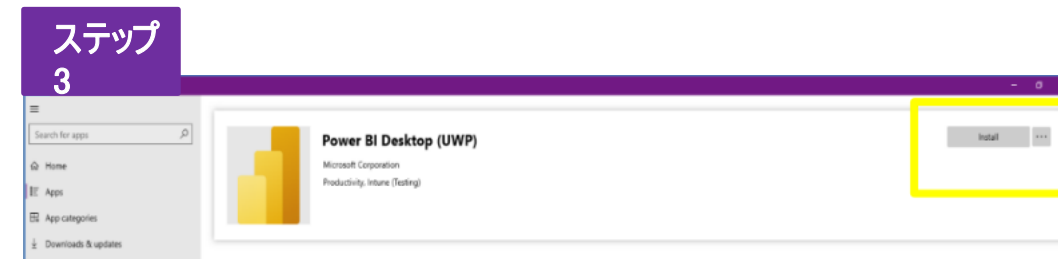 ステップ
3
Search for apps
Home
Apps
App categories
Downloads & updates
Power BI Desktop (UWP)
Microsoft Corporation
Productivity, Intune (Testing)
Install